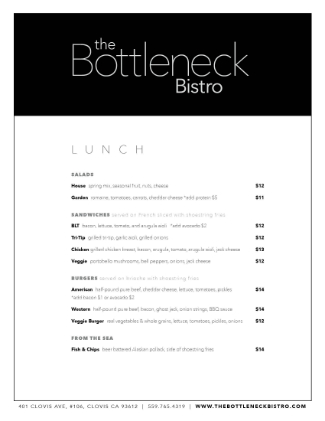 the
Bottleneck
Bistro
LUNCH
SALADS
House spring mix, seasonal fruit, nuts, cheese $12
Garden romaine, tomatoes, carrots, cheddar cheese *add protein $5 $11
SANDWICHES served on french bread with shoestring fries
BLT bacon, lettuce, tomato, and arugula aioli *add avocado $2 $12
Tri-Tip grilled tri-tip, garlic aioli, grilled onions $12
Chicken grilled chicken breast, bacon, arugula, tomato, arugula aioli, jack cheese $13
Veggie portobello mushrooms, bell peppers, onions, jack cheese $12
BURGERS served on brioche with shoestring fries
American half-pound pure beef, cheddar cheese, lettuce, tomatoes, pickles $14
*add bacon $1 or avocado $2
Western half-pound pure beef, bacon, ghost jack, onion strings, BBQ sauce $14
Veggie Burger real vegetables & whole grains, lettuce, tomatoes, pickles, onions $12
FROM THE SEA
Fish & Chips beer battered Alaskan pollock, side of shoestring fries $14
401 CLOVIS AVE, #106, CLOVIS CA 93612 | 559.765.4319 | WWW.THEBOTTLENECKBISTRO.COM